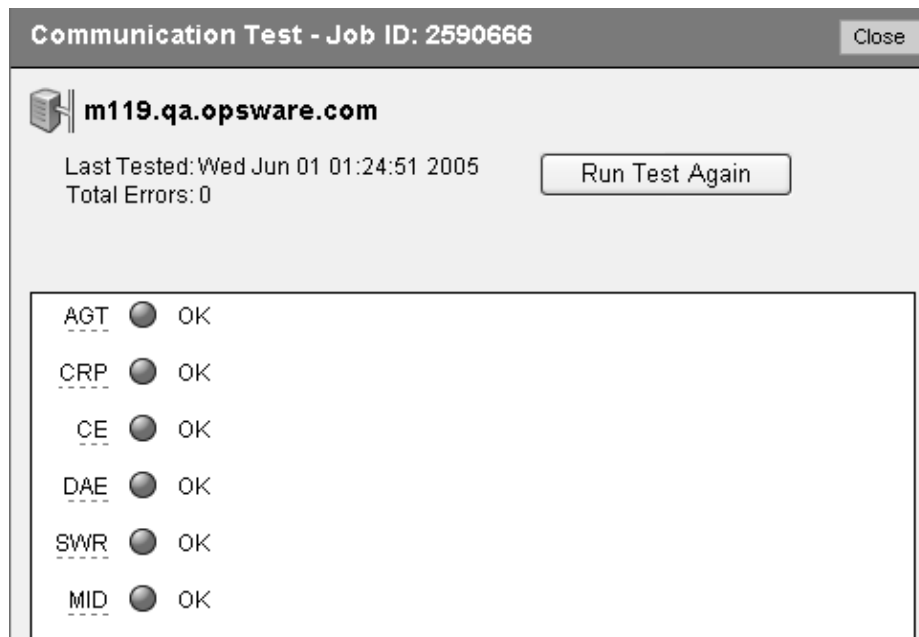 Communication Test - Job ID: 2590666
Close
m119.qa.opsware.com
Last Tested: Wed Jun 01 01:24:51 2005
Run Test Again
Total Errors: 0
AGT OK
CRP OK
CE OK
DAE OK
SWR OK
MID OK